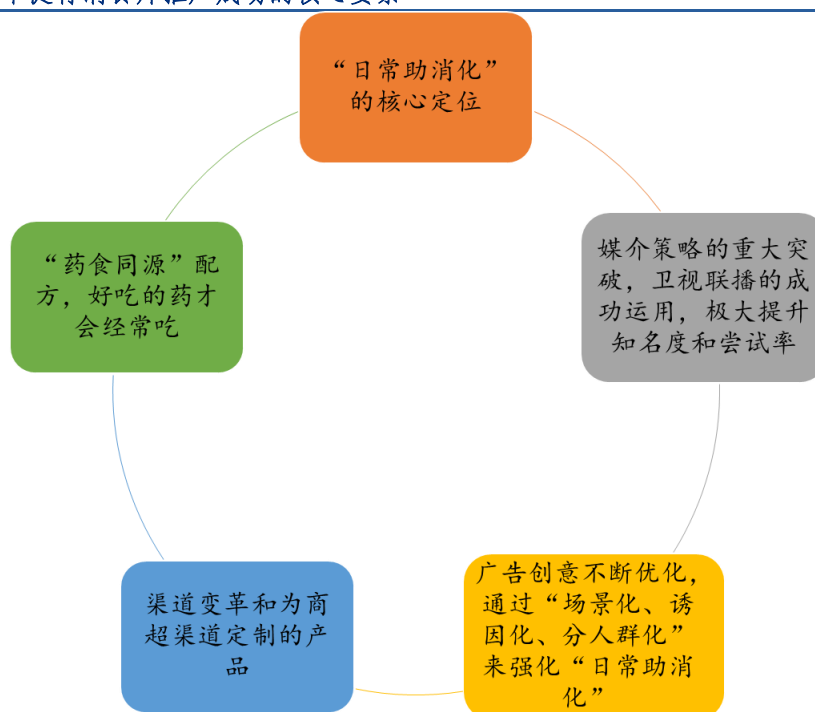 “日常助消化”
的核心定位
媒介策略的重大突
破，卫视联播的成
功运用，极大提升
知名度和尝试率
广告创意不断优化，
通过“场景化、诱
因化、分人群化”
来强化“日常助消
化”
渠道变革和为商
超渠道定制的产
品
“药食同源”配
方，好吃的药才
会经常吃